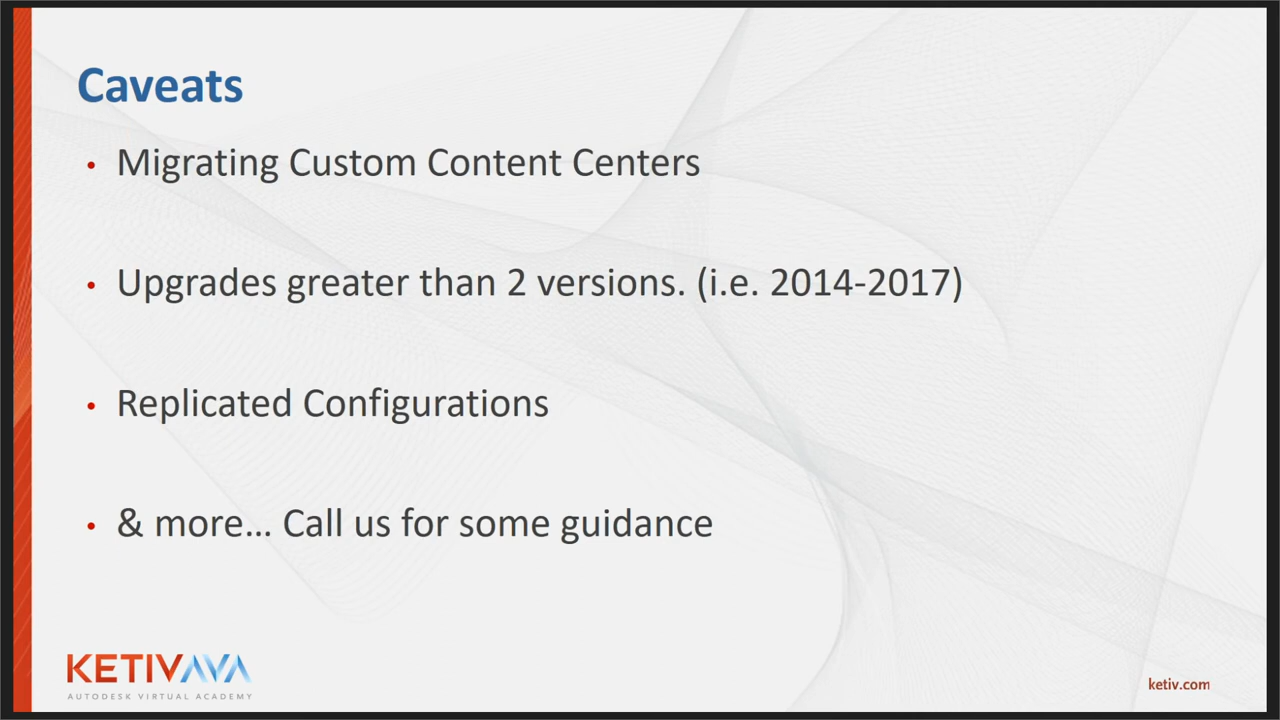 Caveats
• Migrating Custom Content Centers
• Upgrades greater than 2 versions. (i.e. 2014-2017)
• Replicated Configurations
• & more... Call us for some guidance
KETIVAVA
AUTODESK VIRTUAL ACADEMY
ketiv.com